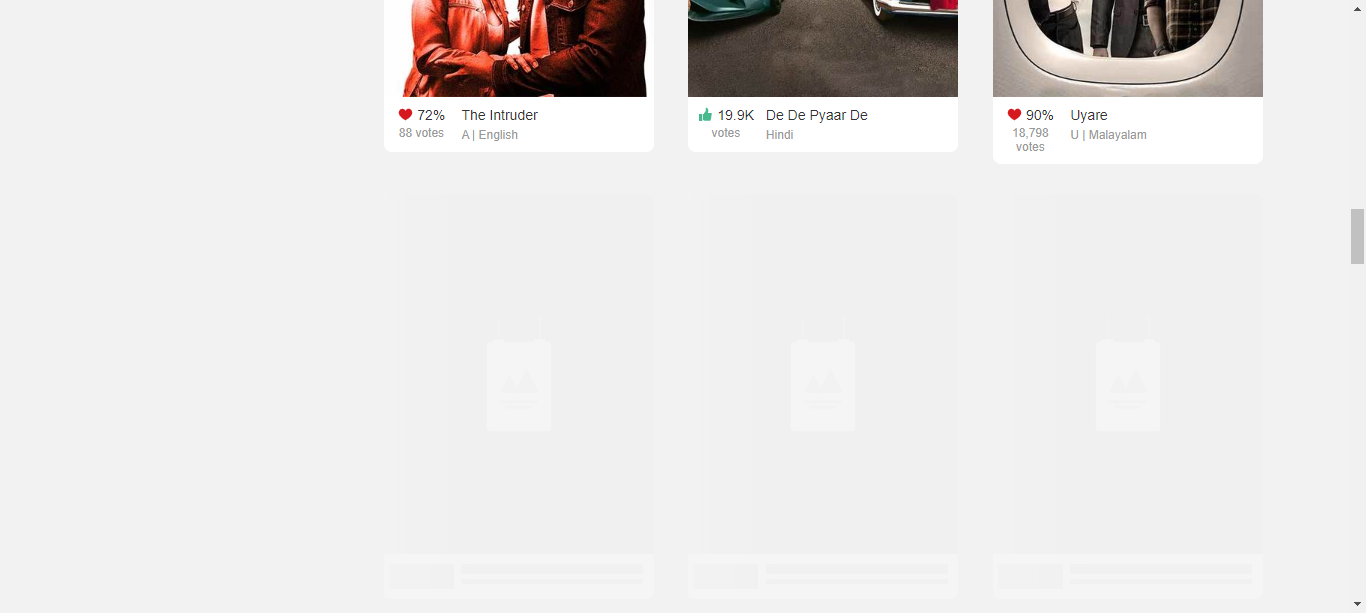 72% The Intruder
88 votes A | English
19.9K De De Pyaar De
votes Hindi
90% Uyare
18,798 U | Malayalam
votes